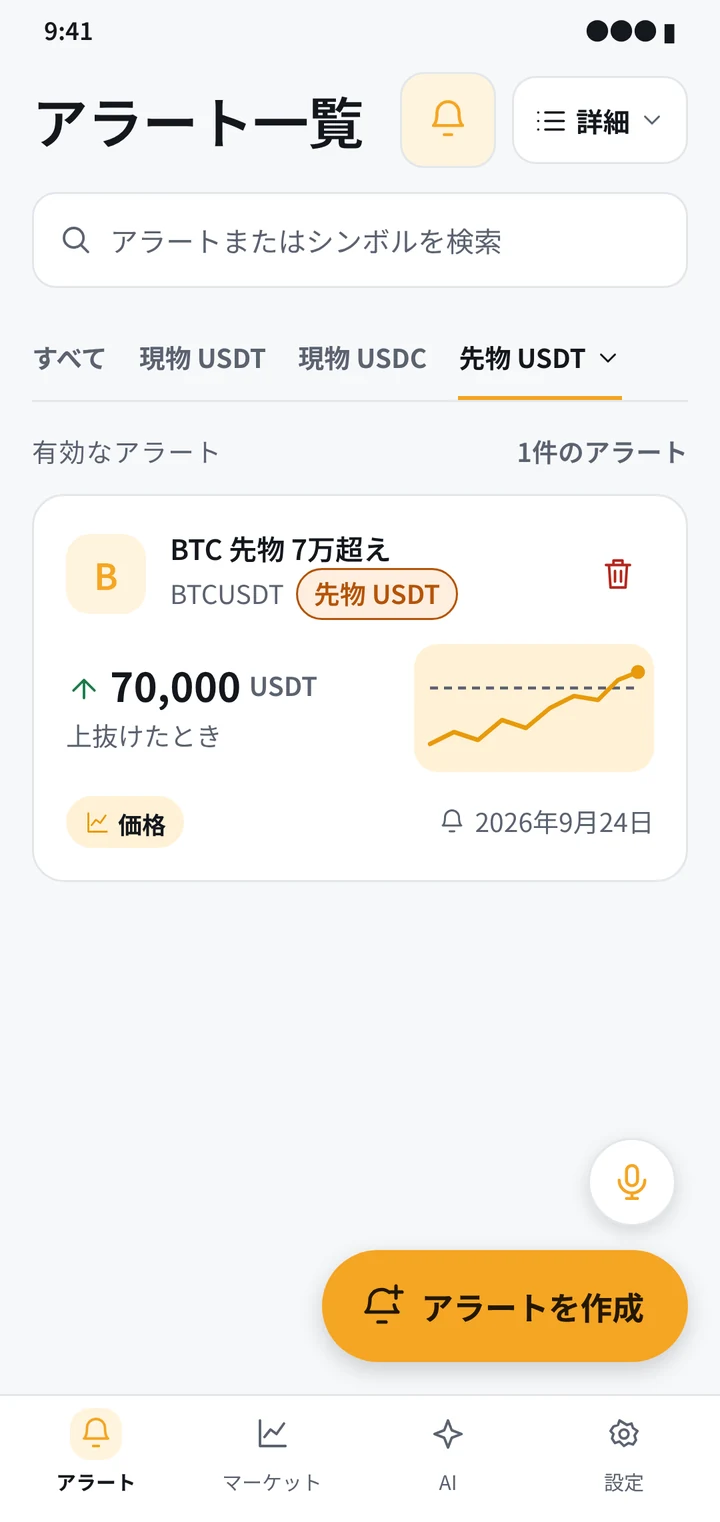 9:41
アラート一覧
詳細
アラートまたはシンボルを検索
すべて 現物 USDT 現物 USDC 先物 USDT
有効なアラート 1件のアラート
B
BTC 先物 7万超え
BTCUSDT 先物 USDT
70,000 USDT
上抜けたとき
価格 2026年9月24日
アラートを作成
アラート マーケット AI 設定